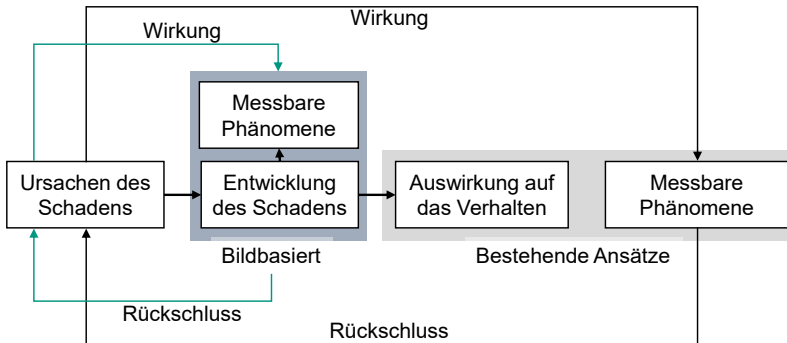 Wirkung
Wirkung
Messbare
Phänomene
Ursachen des
Schadens
Entwicklung
des Schadens
Auswirkung auf
das Verhalten
Messbare
Phänomene
Bildbasiert
Bestehende Ansätze
Rückschluss
Rückschluss